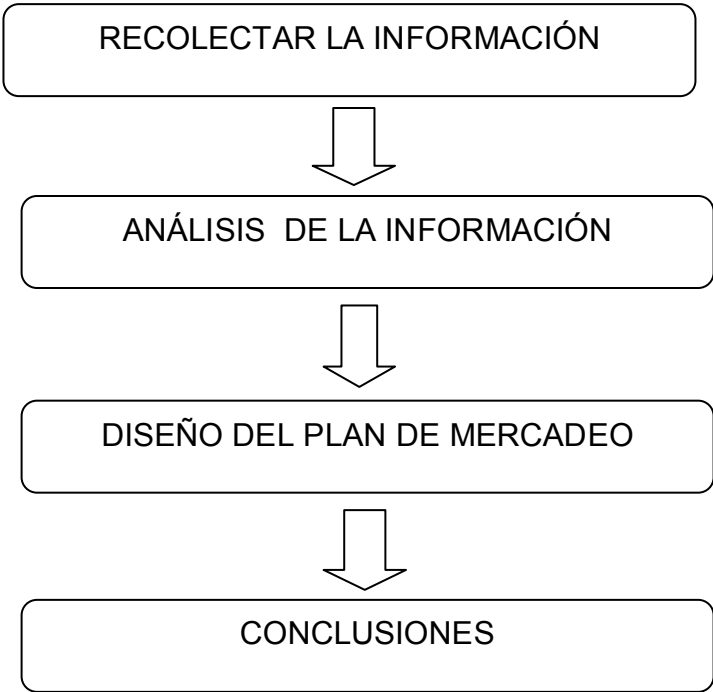 RECOLECTAR LA INFORMACIÓN
ANÁLISIS DE LA INFORMACIÓN
DISEÑO DEL PLAN DE MERCADEO
CONCLUSIONES